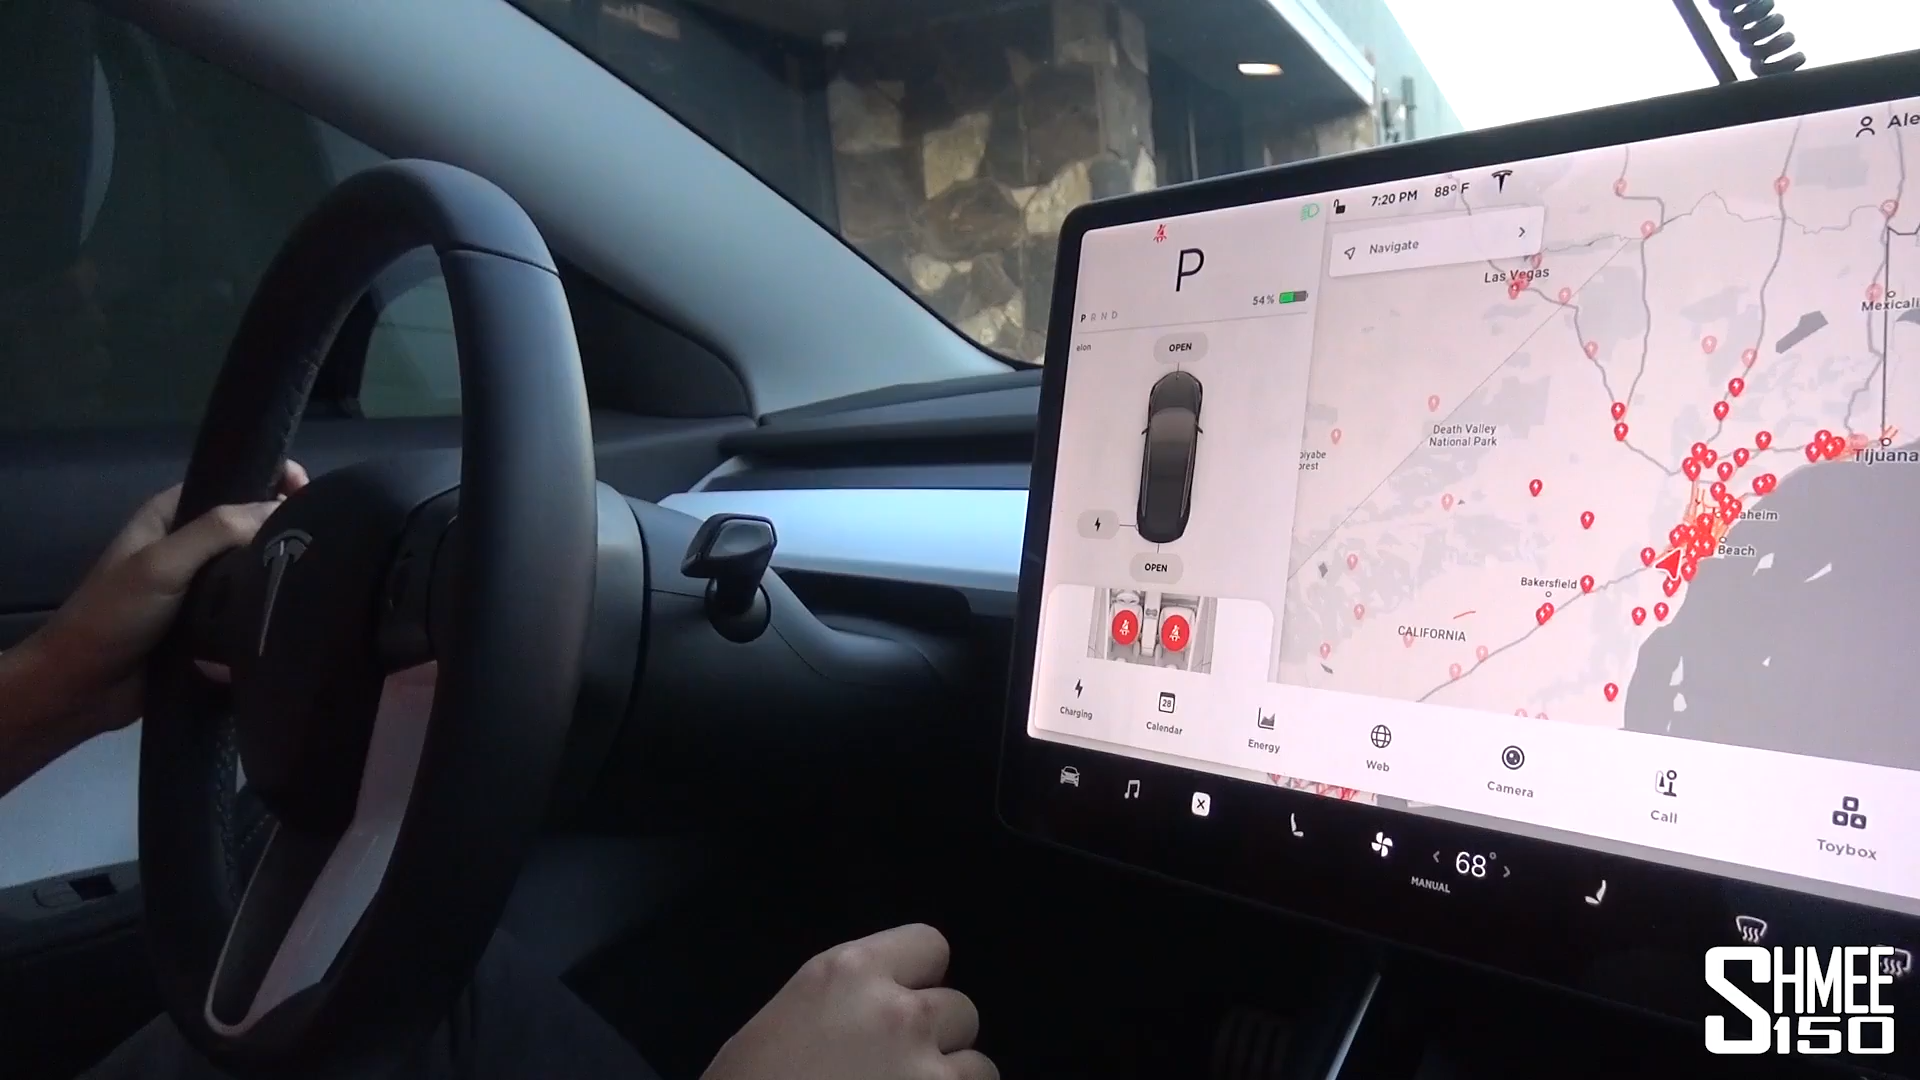 Ale
7:20 PM 88° F
Navigate
P
54%
P R N D
elon
OPEN
OPEN
Las Vegas
Mexicali
Death Valley
National Park
Tijuana
Beach
Bakersfield
CALIFORNIA
Charging
28
Calendar
Energy
Web
Camera
Call
Toybox
68°
MANUAL
SHMEE
150